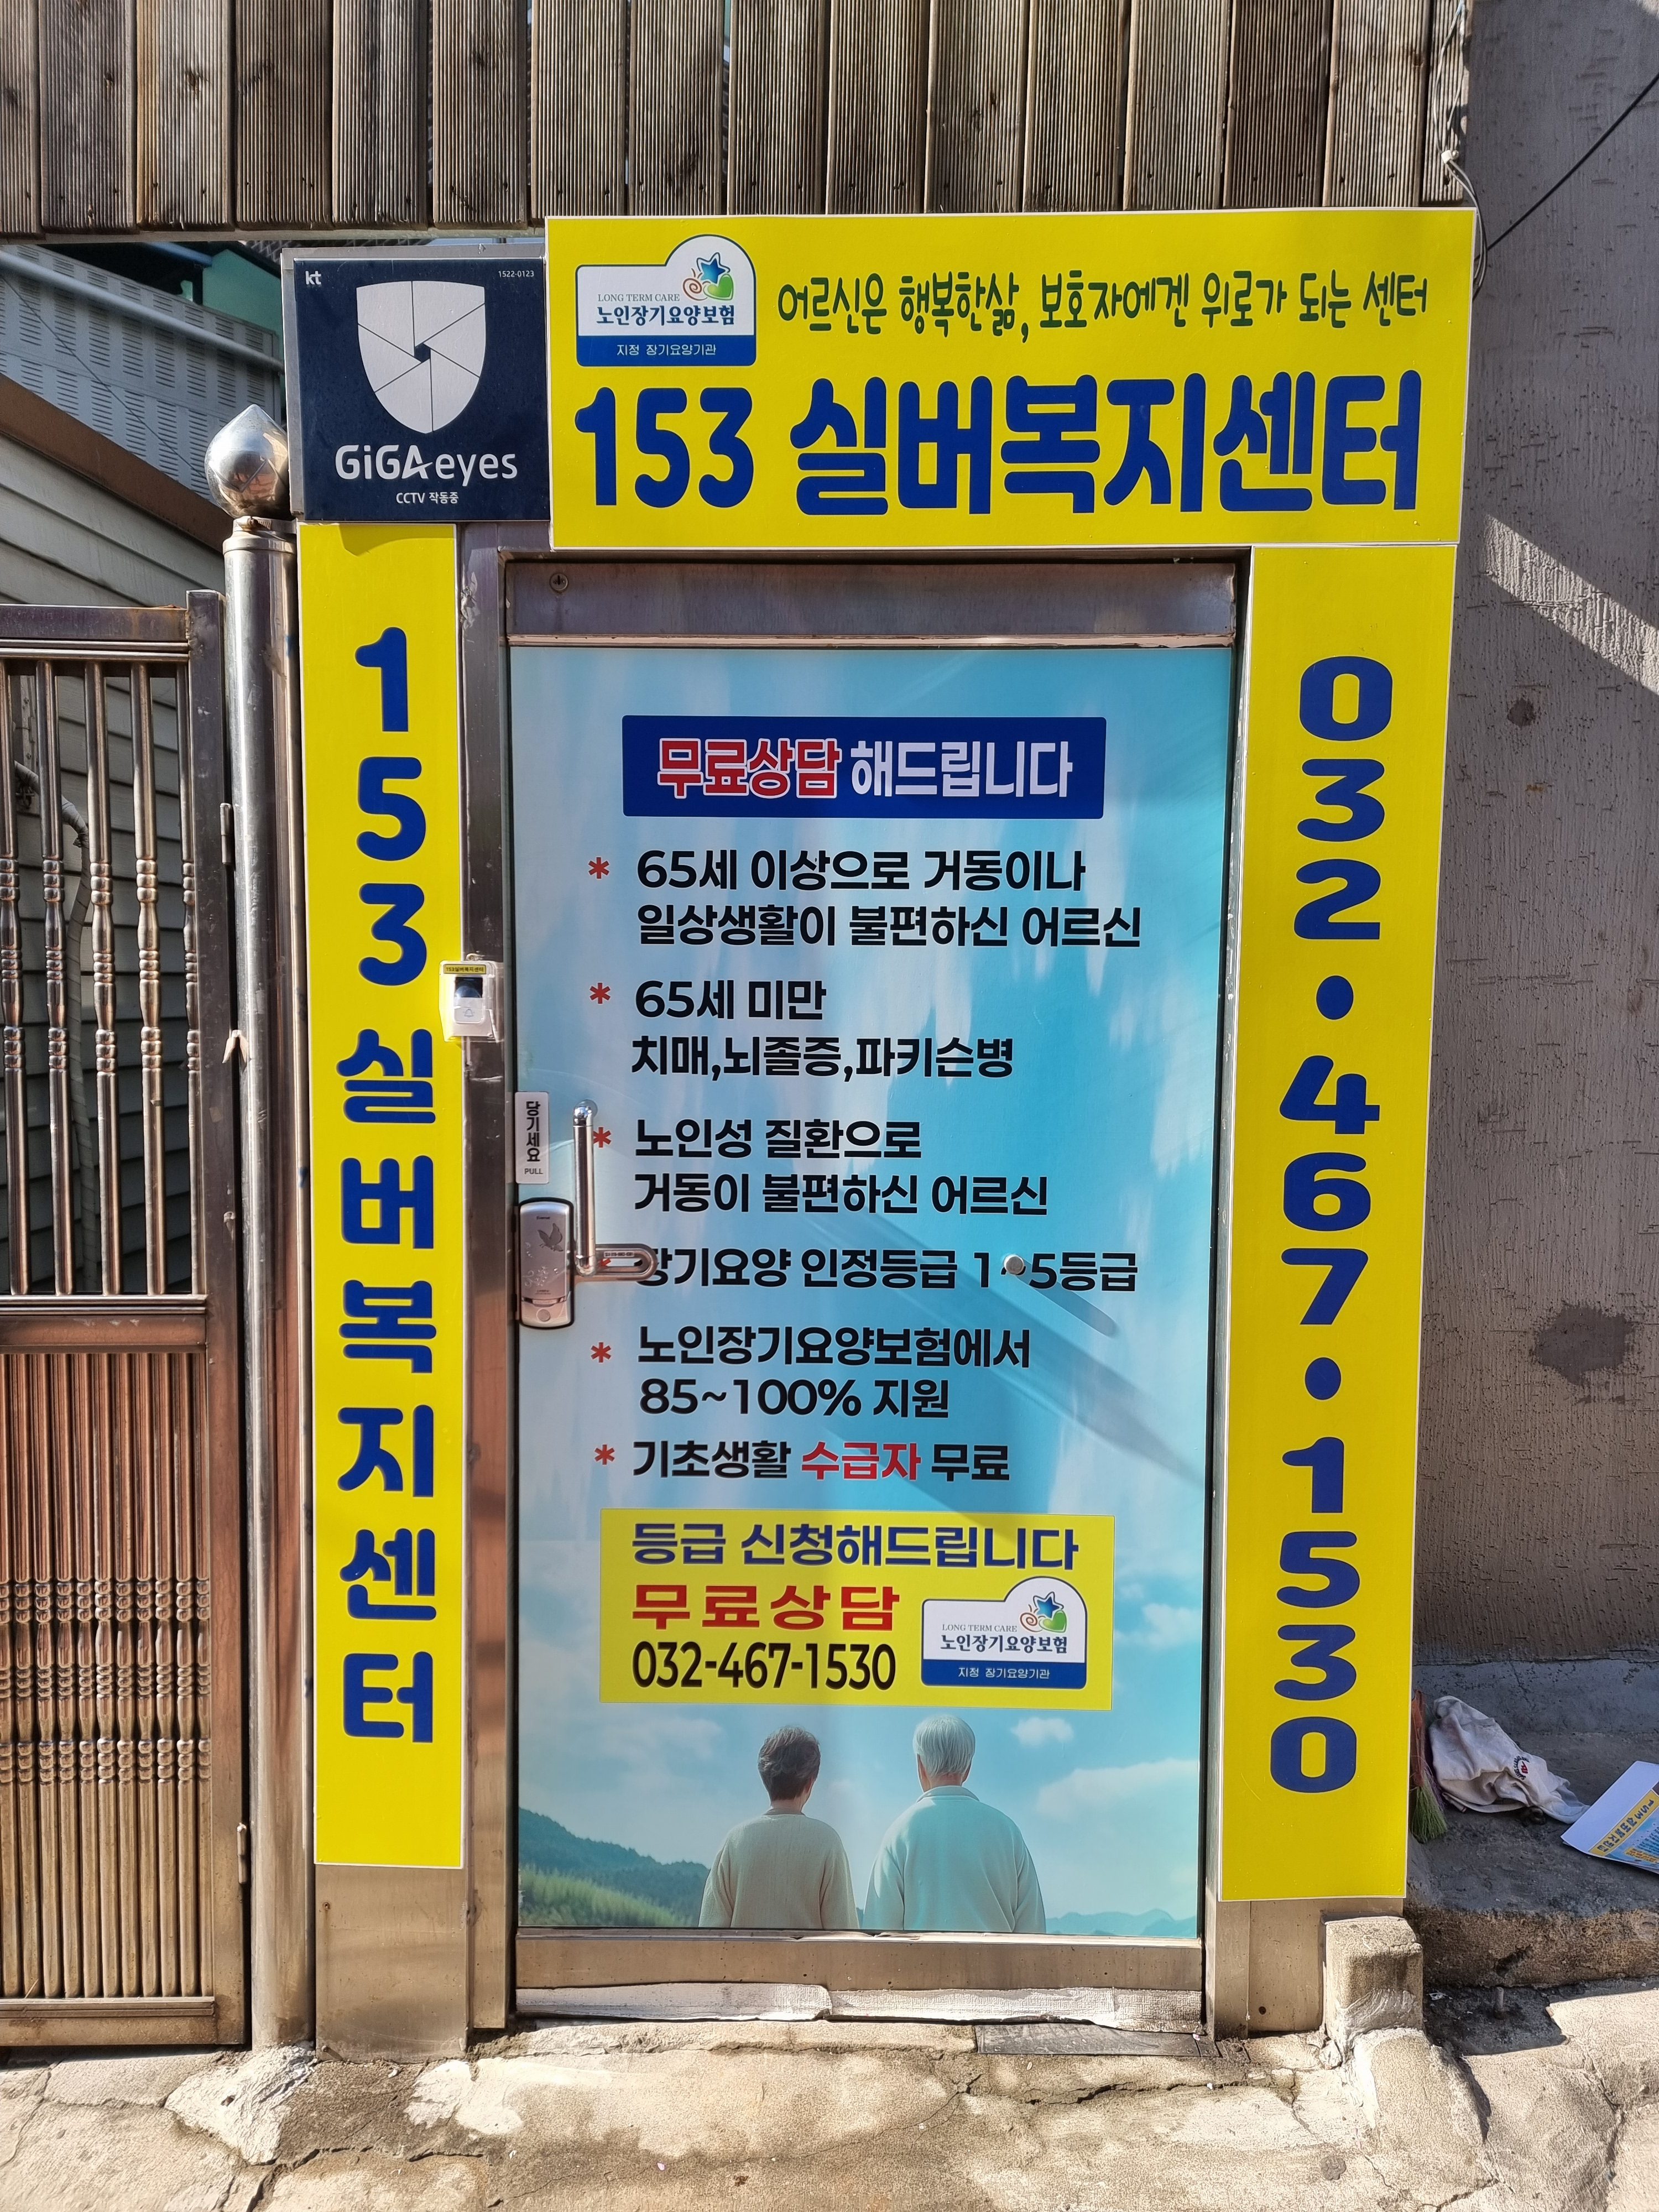 kt
1522-0123
GiGAeyes
CCTV 작동중
LONG TERM CARE
노인장기요양보험
지정 장기요양기관
어르신은 행복한삶, 보호자에겐 위로가 되는 센터
153 실버복지센터
153 실버복지센터
153실버복지센터
당기세요
PULL
무료상담 해드립니다
* 65세 이상으로 거동이나
일상생활이 불편하신 어르신
* 65세 미만
치매,뇌졸증,파키슨병
* 노인성 질환으로
거동이 불편하신 어르신
장기요양 인정등급 1~5등급
* 노인장기요양보험에서
85~100% 지원
* 기초생활 수급자 무료
등급 신청해드립니다
무료상담
032-467-1530
LONG TERM CARE
노인장기요양보험
지정 장기요양기관
032·467·1530